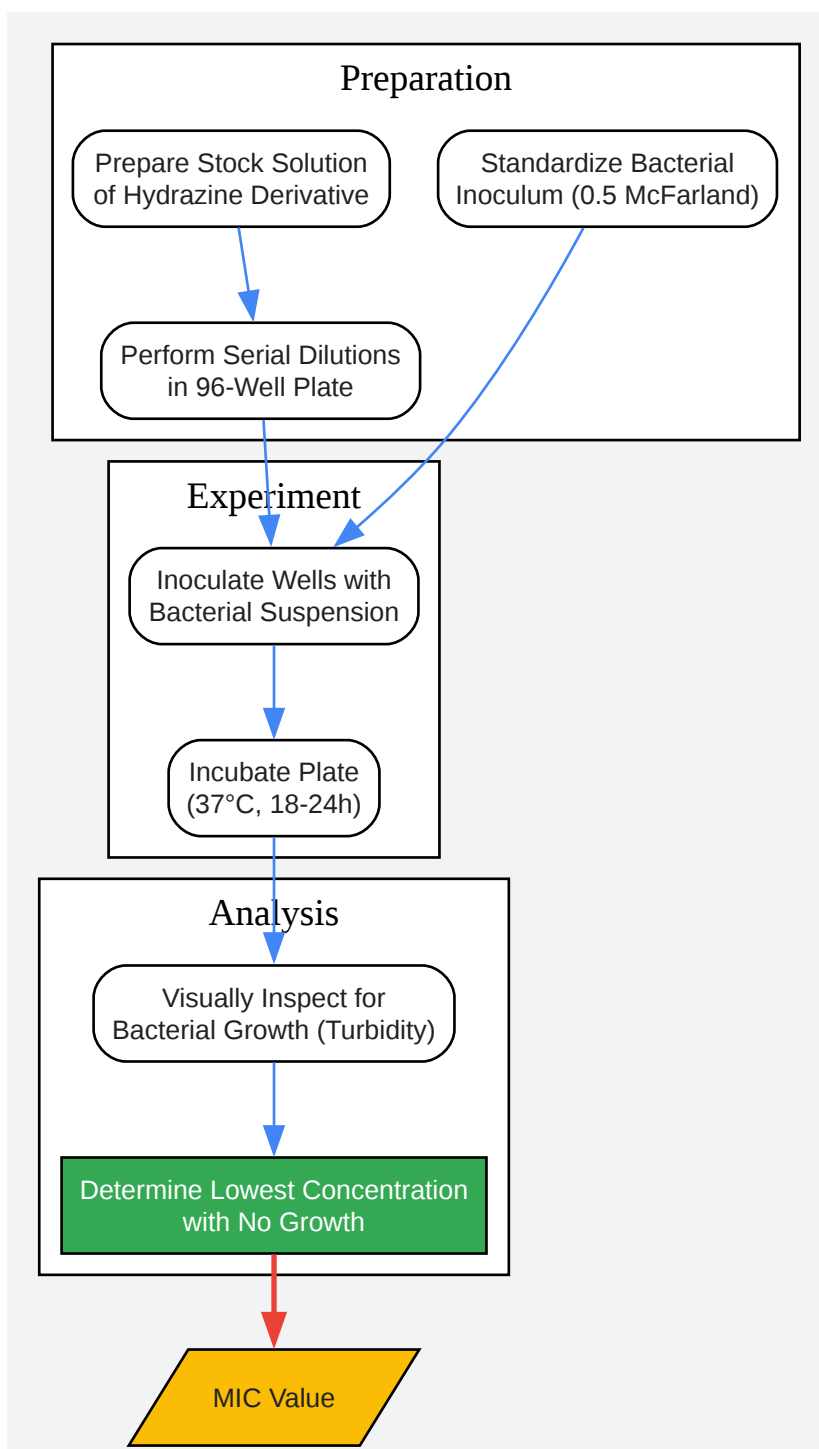 Preparation
Prepare Stock Solution
of Hydrazine Derivative
Standardize Bacterial
Inoculum (0.5 McFarland)
Perform Serial Dilutions
in 96-Well Plate
Experiment
Inoculate Wells with
Bacterial Suspension
Incubate Plate
(37°C, 18-24h)
Analysis
Visually Inspect for
Bacterial Growth (Turbidity)
Determine Lowest Concentration
with No Growth
MIC Value